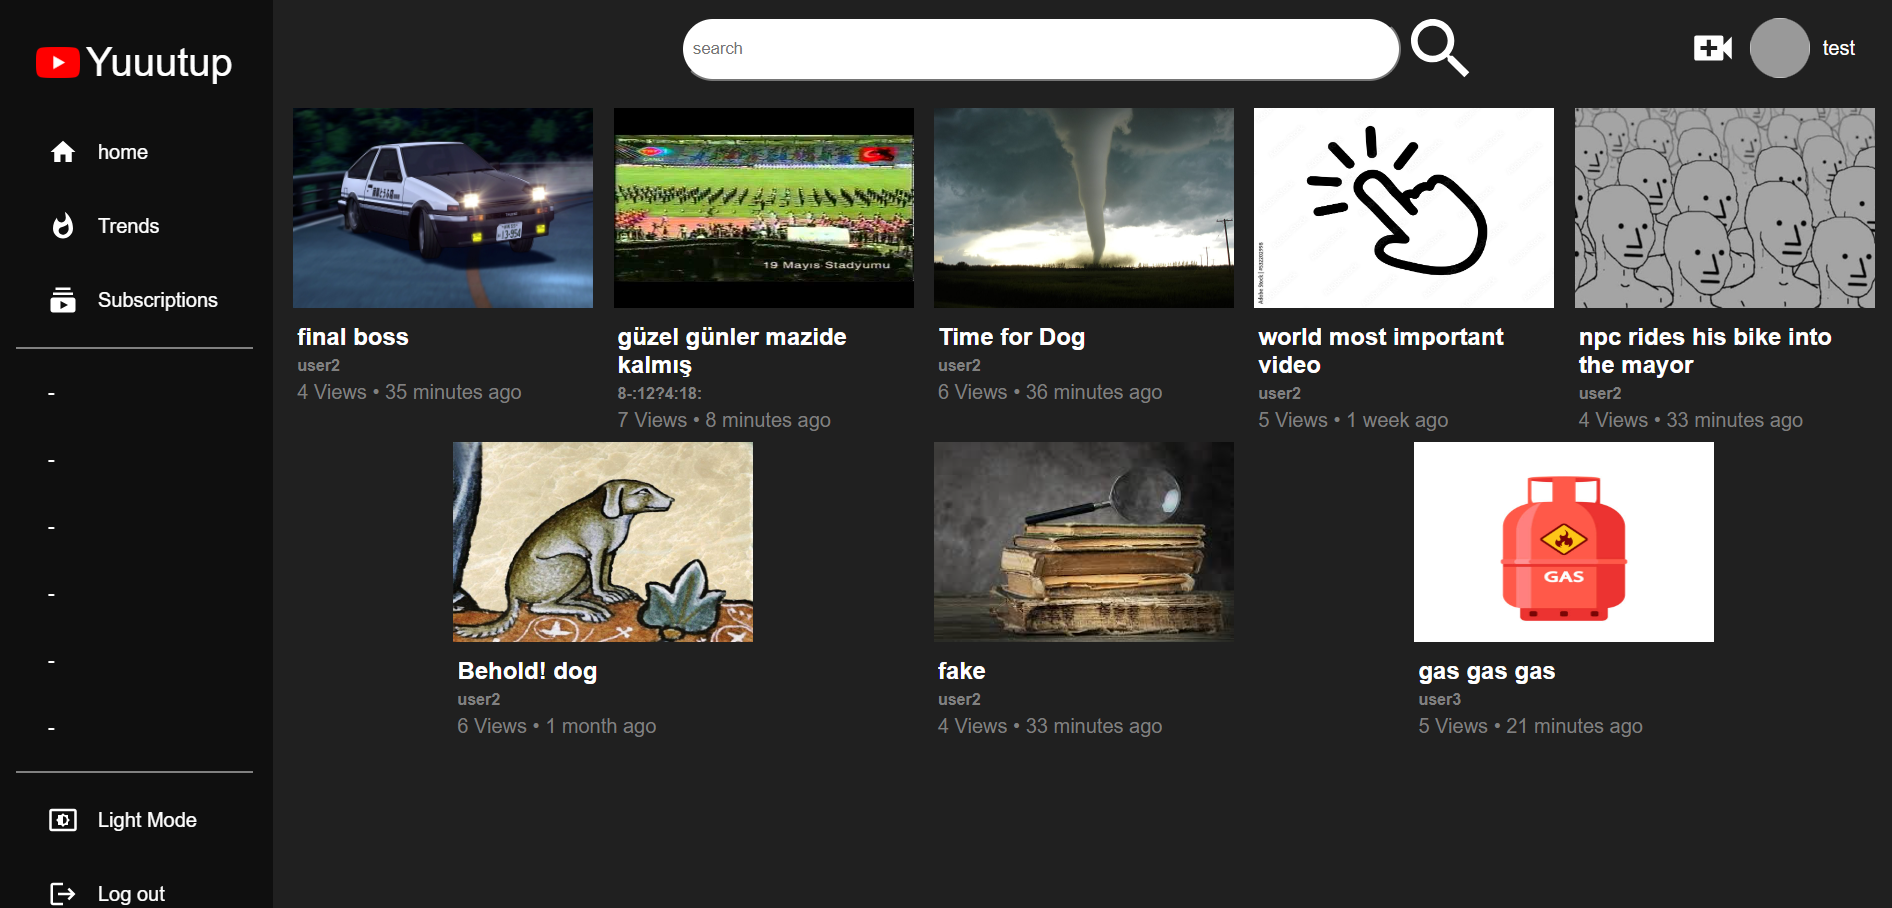 Yuuutup
search
test
home
Trends
Subscriptions
-
-
-
-
-
-
Light Mode
Log out
13-954
19 Mayıs Stadyumu
Adobe Stock
final boss
user2
4 Views • 35 minutes ago
güzel günler mazide
kalmış
8-:12?4:18:
7 Views • 8 minutes ago
Time for Dog
user2
6 Views • 36 minutes ago
world most important
video
user2
5 Views • 1 week ago
npc rides his bike into
the mayor
user2
4 Views • 33 minutes ago
GAS
Behold! dog
user2
6 Views • 1 month ago
fake
user2
4 Views • 33 minutes ago
gas gas gas
user3
5 Views • 21 minutes ago